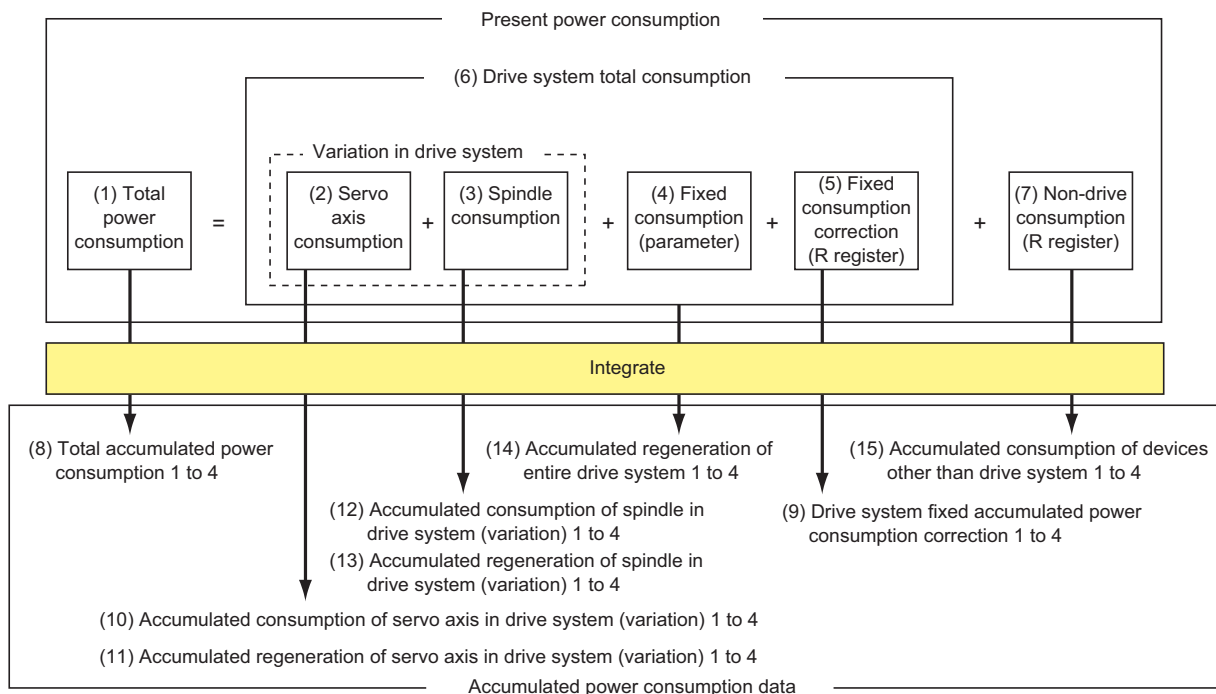 Present power consumption
(6) Drive system total consumption
Variation in drive system
(1) Total
power
consumption
=
(2) Servo
axis
consumption
+
(3) Spindle
consumption
+
(4) Fixed
consumption
(parameter)
+
(5) Fixed
consumption
correction
(R register)
+
(7) Non-drive
consumption
(R register)
Integrate
(8) Total accumulated power
consumption 1 to 4
(14) Accumulated regeneration of
entire drive system 1 to 4
(15) Accumulated consumption of devices
other than drive system 1 to 4
(12) Accumulated consumption of spindle in
drive system (variation) 1 to 4
(13) Accumulated regeneration of spindle in
drive system (variation) 1 to 4
(9) Drive system fixed accumulated power
consumption correction 1 to 4
(10) Accumulated consumption of servo axis in drive system (variation) 1 to 4
(11) Accumulated regeneration of servo axis in drive system (variation) 1 to 4
Accumulated power consumption data